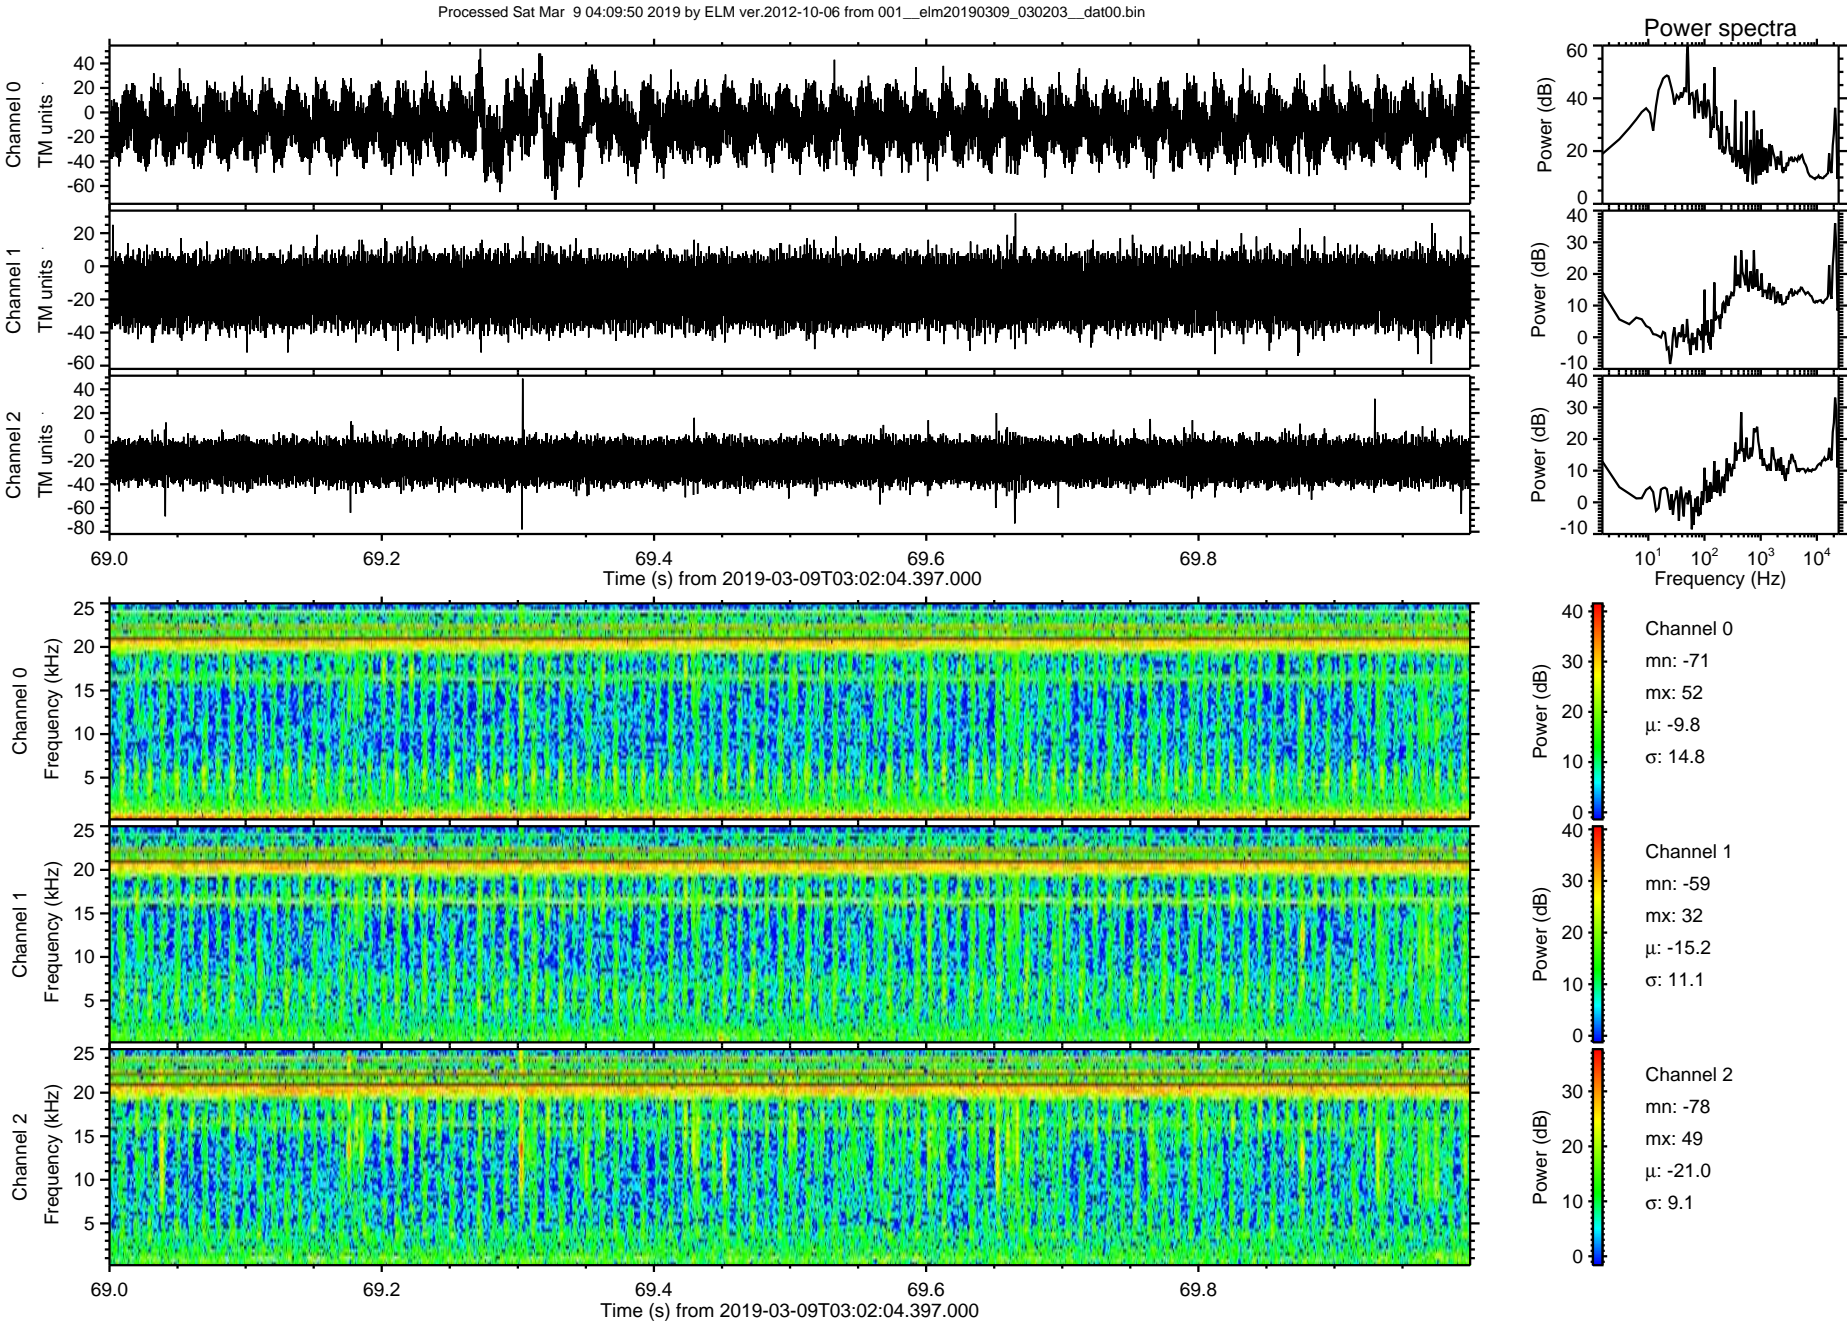 Processed Sat Mar  9 04:09:50 2019 by ELM ver.2012-10-06 from 001__elm20190309_030203__dat00.bin
Power spectra
Channel 0
TM units
40
20
0
-20
-40
-60
Power (dB)
60
40
20
0
Channel 1
TM units
20
0
-20
-40
-60
Power (dB)
40
30
20
10
0
-10
Channel 2
TM units
40
20
0
-20
-40
-60
-80
Power (dB)
40
30
20
10
0
-10
69.0 69.2 69.4 69.6 69.8
Time (s) from 2019-03-09T03:02:04.397.000
10^1 10^2 10^3 10^4
Frequency (Hz)
Channel 0
Frequency (kHz)
25
20
15
10
5
Power (dB)
40
30
20
10
0
Channel 0
mn: -71
mx: 52
μ: -9.8
σ: 14.8
Channel 1
Frequency (kHz)
25
20
15
10
5
Power (dB)
40
30
20
10
0
Channel 1
mn: -59
mx: 32
μ: -15.2
σ: 11.1
Channel 2
Frequency (kHz)
25
20
15
10
5
Power (dB)
30
20
10
0
Channel 2
mn: -78
mx: 49
μ: -21.0
σ: 9.1
69.0 69.2 69.4 69.6 69.8
Time (s) from 2019-03-09T03:02:04.397.000